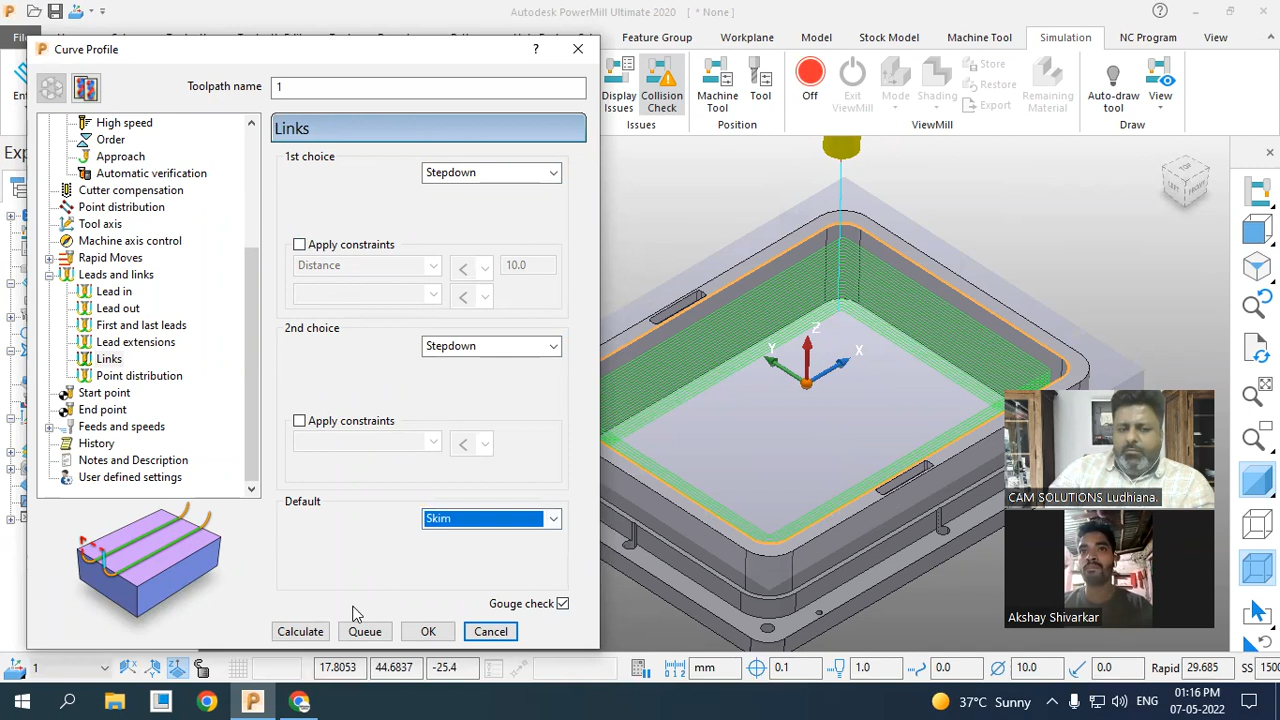 Autodesk PowerMill Ultimate 2020 [ * None ]
Curve Profile
Feature Group
Workplane
Model
Stock Model
Machine Tool
Simulation
NC Program
View
Toolpath name
1
Display Issues
Collision Check
Issues
Machine Tool
Tool
Position
Off
Exit ViewMill
Mode
Shading
Store
Restore
Export
Remaining Material
ViewMill
Auto-draw tool
View
Draw
High speed
Order
Approach
Automatic verification
Cutter compensation
Point distribution
Tool axis
Machine axis control
Rapid Moves
Leads and links
Lead in
Lead out
First and last leads
Lead extensions
Links
Point distribution
Start point
End point
Feeds and speeds
History
Notes and Description
User defined settings
Links
1st choice
Stepdown
Apply constraints
Distance
10.0
2nd choice
Stepdown
Apply constraints
Default
Skim
Gouge check
Calculate
Queue
OK
Cancel
TOP
LEFT
FRONT
Z
Y
X
CAM SOLUTIONS Ludhiana.
Akshay Shivarkar
1
17.8053
44.6837
-25.4
mm
0.1
1.0
0.0
10.0
0.0
Rapid
29.685
SS
1500
37°C Sunny
ENG
01:16 PM
07-05-2022